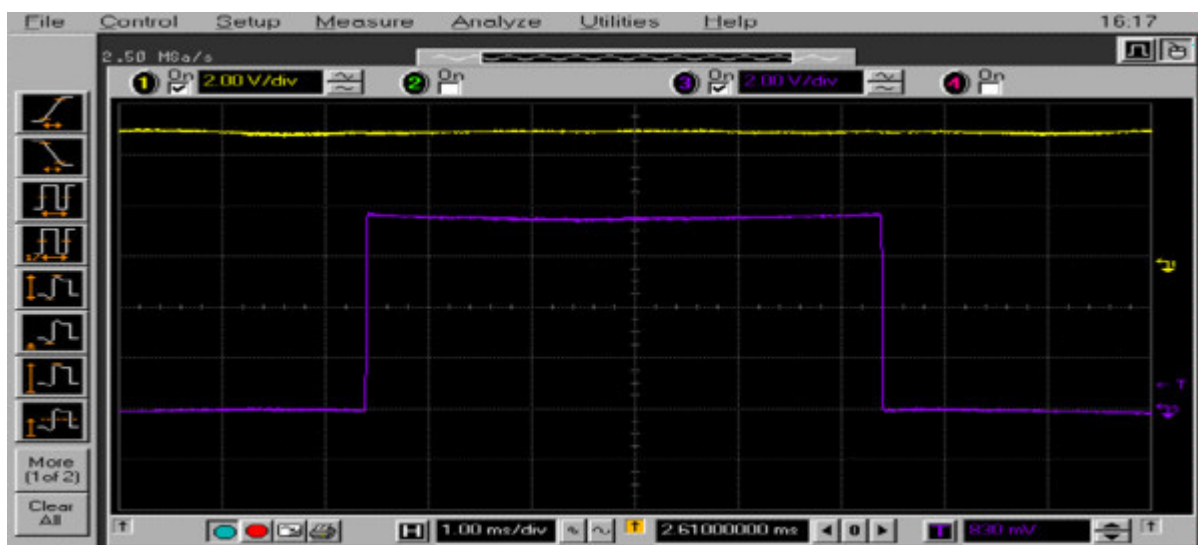 File Control Setup Measure Analyze Utilities Help 16:17
2.50 MSa/s
1 On 2.00 V/div 2 On 3 On 2.00 V/div 4 On
T
More
(1 of 2)
Clear
All
H 1.00 ms/div 2.61000000 ms 0 T 830 mV